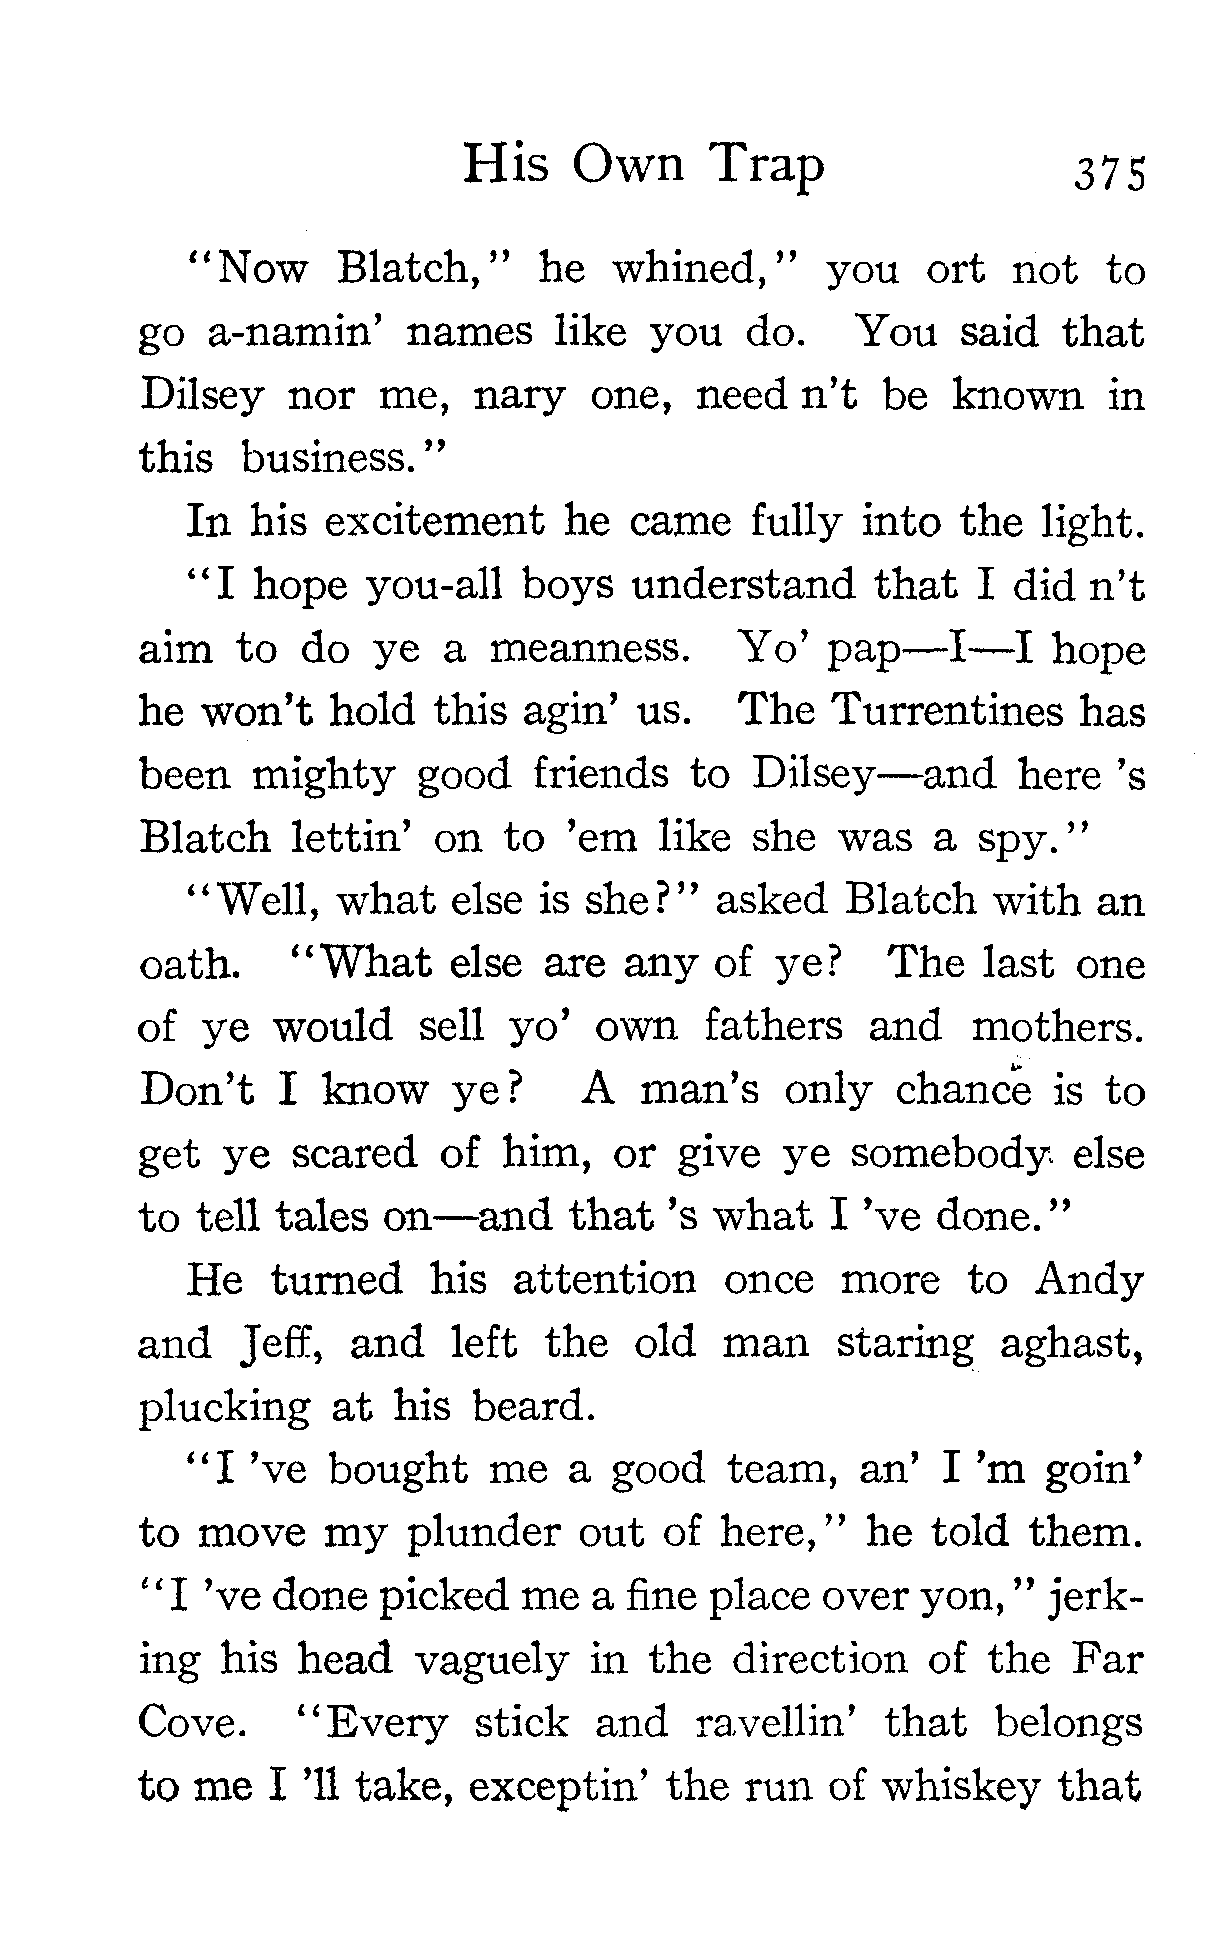 His Own Trap 375
"Now Blatch," he whined," you ort not to
go a-namin' names like you do. You said that
Dilsey nor me, nary one, need n't be known in
this business."
In his excitement he came fully into the light.
"I hope you-all boys understand that I did n't
aim to do ye a meanness. Yo' pap—I—I hope
he won't hold this agin' us. The Turrentines has
been mighty good friends to Dilsey—and here 's
Blatch lettin' on to 'em like she was a spy."
"Well, what else is she?" asked Blatch with an
oath. "What else are any of ye? The last one
of ye would sell yo' own fathers and mothers.
Don't I know ye? A man's only chance is to
get ye scared of him, or give ye somebody else
to tell tales on—and that 's what I 've done."
He turned his attention once more to Andy
and Jeff, and left the old man staring aghast,
plucking at his beard.
"I 've bought me a good team, an' I 'm goin'
to move my plunder out of here," he told them.
"I 've done picked me a fine place over yon," jerk-
ing his head vaguely in the direction of the Far
Cove. "Every stick and ravellin' that belongs
to me I 'll take, exceptin' the run of whiskey that